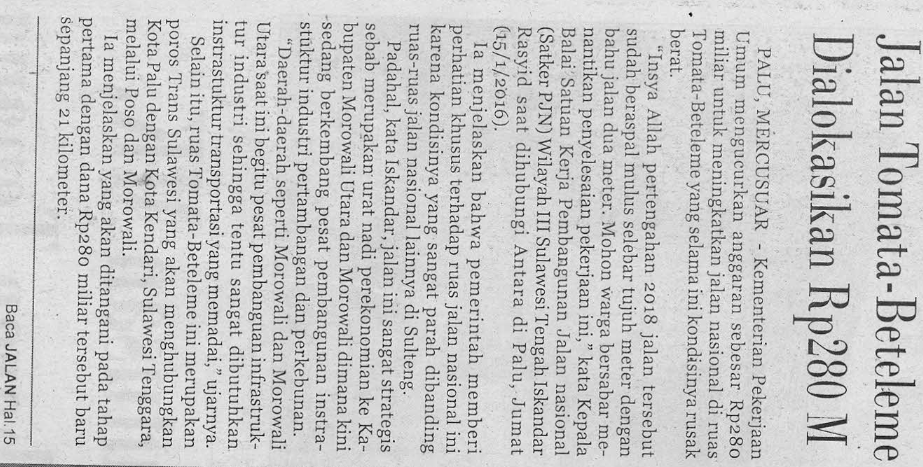 Jalan Tomata-Beteleme
Dialokasikan Rp280 M
PALU, MERCUSUAR - Kementerian Pekerjaan
Umum mengucurkan anggaran sebesar Rp280
miliar untuk meningkatkan jalan nasional di ruas
Tomata-Beteleme yang selama ini kondisinya rusak
berat.
“Insya Allah pertengahan 2018 jalan tersebut
sudah beraspal mulus selebar tujuh meter dengan
bahu jalan dua meter. Mohon warga bersabar me-
nantikan penyelesaian pekerjaan ini,” kata Kepala
Balai Satuan Kerja Pembangunan Jalan nasional
(Satker PJN) Wilayah III Sulawesi Tengah Iskandar
Rasyid saat dihubungi Antara di Palu, Jumat
(15/1/2016).
Ia menjelaskan bahwa pemerintah memberi
perhatian khusus terhadap ruas jalan nasional ini
karena kondisinya yang sangat parah dibanding
ruas-ruas jalan nasional lainnya di Sulteng.
Padahal, kata Iskandar, jalan ini sangat strategis
sebab merupakan urat nadi perekonomian ke Ka-
bupaten Morowali Utara dan Morowali dimana kini
sedang berkembang pesat pembangunan instra-
stuktur industri pertambangan dan perkebunan.
“Daerah-daerah seperti Morowali dan Morowali
Utara saat ini begitu pesat pembanguan infrastruk-
tur industri sehingga tentu sangat dibutuhkan
instrastuktur transportasi yang memadai,” ujarnya.
Selain itu, ruas Tomata-Beteleme ini merupakan
poros Trans Sulawesi yang akan menghubungkan
Kota Palu dengan Kota Kendari, Sulawesi Tenggara,
melalui Poso dan Morowali.
Ia menjelaskan yang akan ditangani pada tahap
pertama dengan dana Rp280 miliar tersebut baru
sepanjang 21 kilometer.
Baca JALAN Hal.15